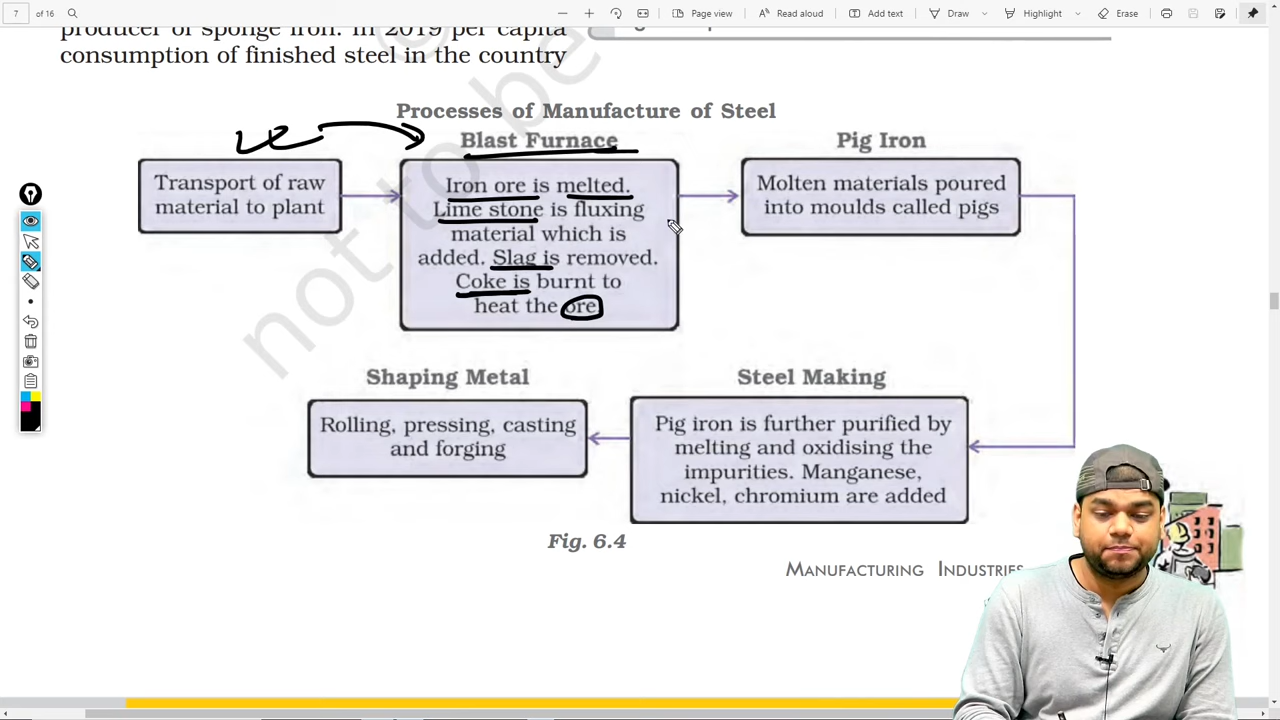 7 of 16 Page view Read aloud Add text Draw Highlight Erase
consumption of finished steel in the country
Processes of Manufacture of Steel
Blast Furnace
Pig Iron
Transport of raw
material to plant
Iron ore is melted.
Lime stone is fluxing
material which is
added. Slag is removed.
Coke is burnt to
heat the ore
Molten materials poured
into moulds called pigs
Shaping Metal
Steel Making
Rolling, pressing, casting
and forging
Pig iron is further purified by
melting and oxidising the
impurities. Manganese,
nickel, chromium are added
Fig. 6.4
MANUFACTURING INDUSTRIES
not to be
producer of sponge iron. In 2019 per capita